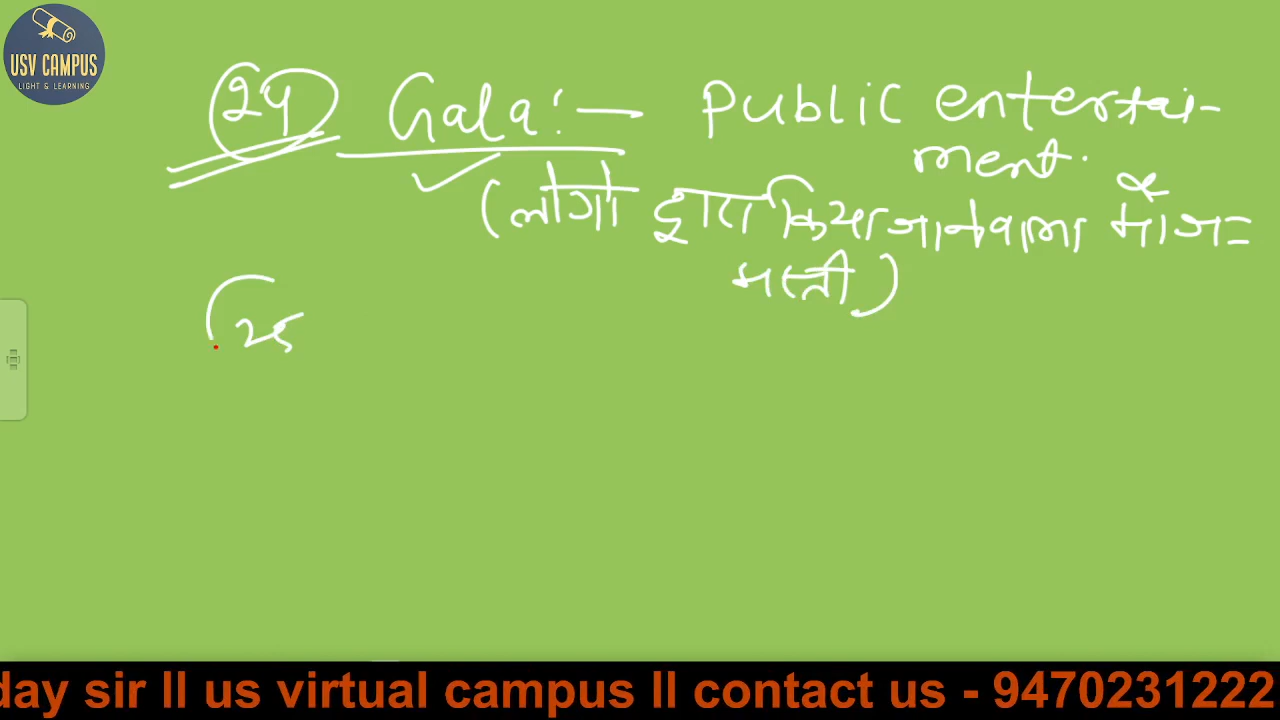 USV CAMPUS
LIGHT & LEARNING
24 Gala :— Public entertai-
ment.
(लोगो द्वारा किया जानेवाला मौज =
मस्ती)
day sir ll us virtual campus ll contact us - 9470231222